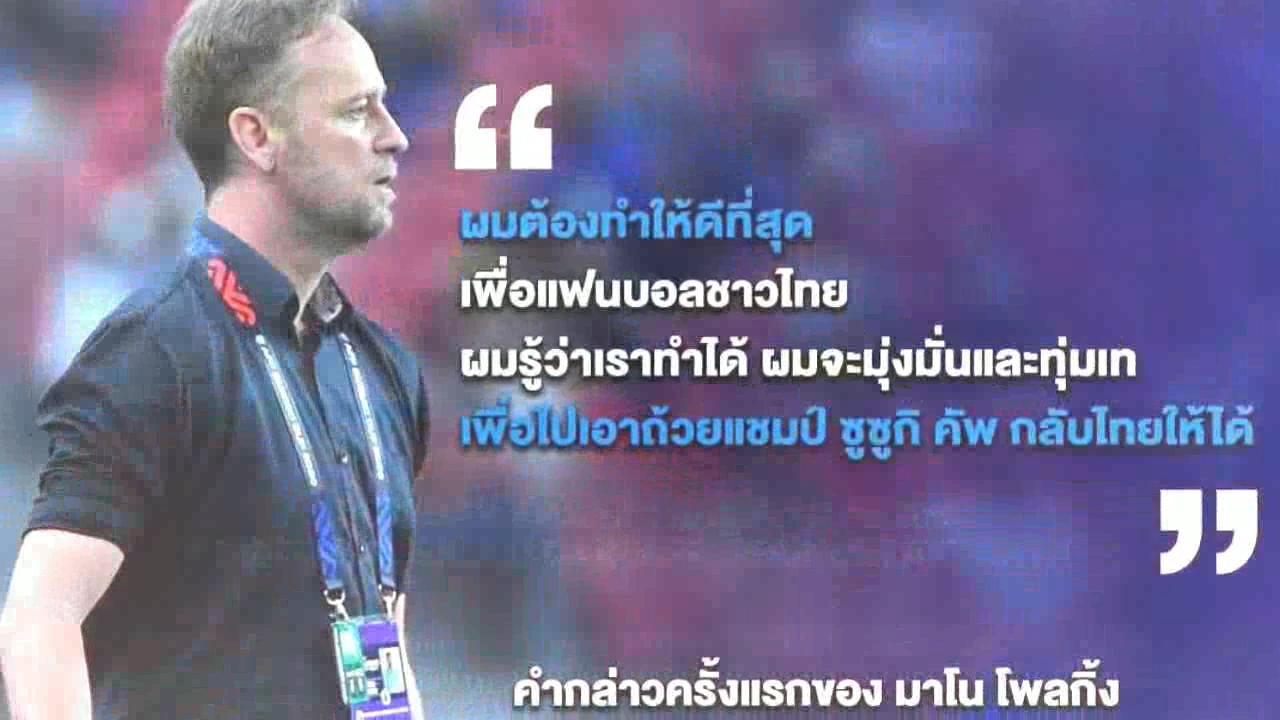 “
ผมต้องทำให้ดีที่สุด
เพื่อแฟนบอลชาวไทย
ผมรู้ว่าเราทำได้ ผมจะมุ่งมั่นและทุ่มเท
เพื่อไปเอาถ้วยแชมป์ ซูซูกิ คัพ กลับไทยให้ได้
”
คำกล่าวครั้งแรกของ มาโน โพลกิ้ง